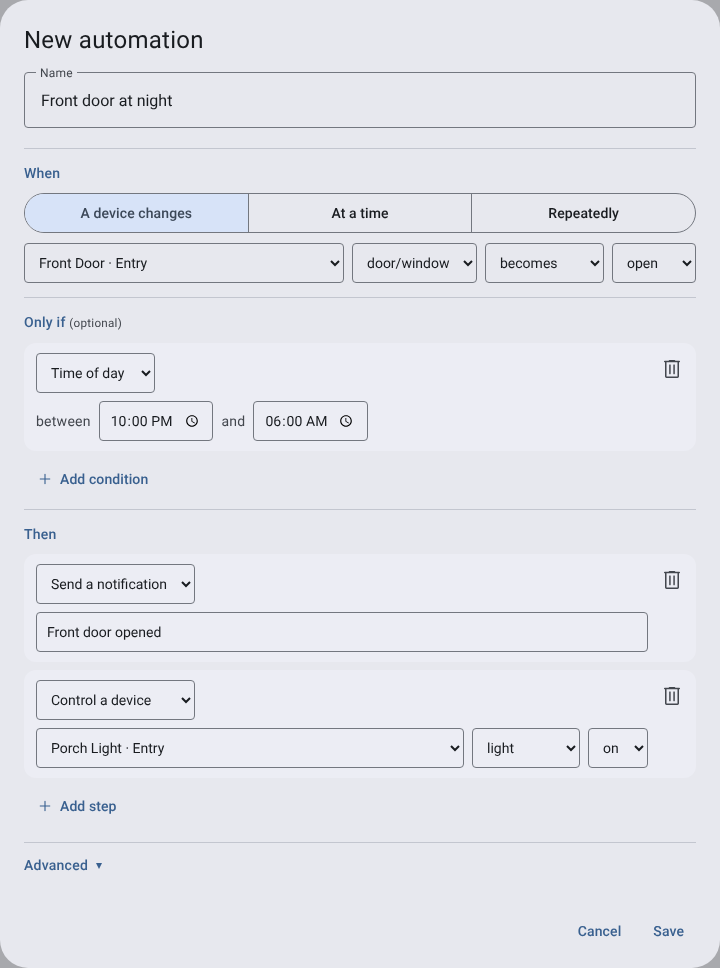 New automation
Name
Front door at night
When
A device changes At a time Repeatedly
Front Door · Entry door/window becomes open
Only if (optional)
Time of day
between 10:00 PM and 06:00 AM
Add condition
Then
Send a notification
Front door opened
Control a device
Porch Light · Entry light on
Add step
Advanced
Cancel Save